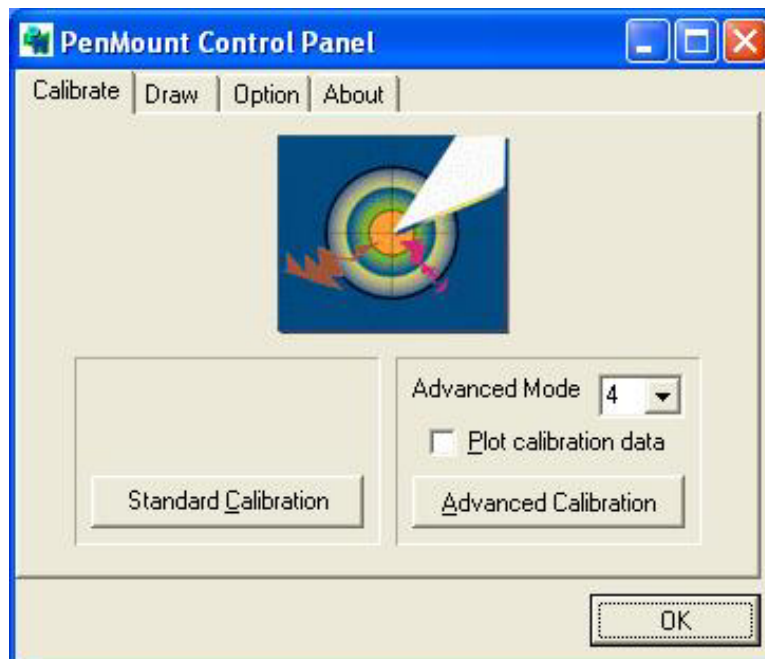 PenMount Control Panel
Calibrate Draw Option About
Advanced Mode 4
Plot calibration data
Standard Calibration Advanced Calibration
OK